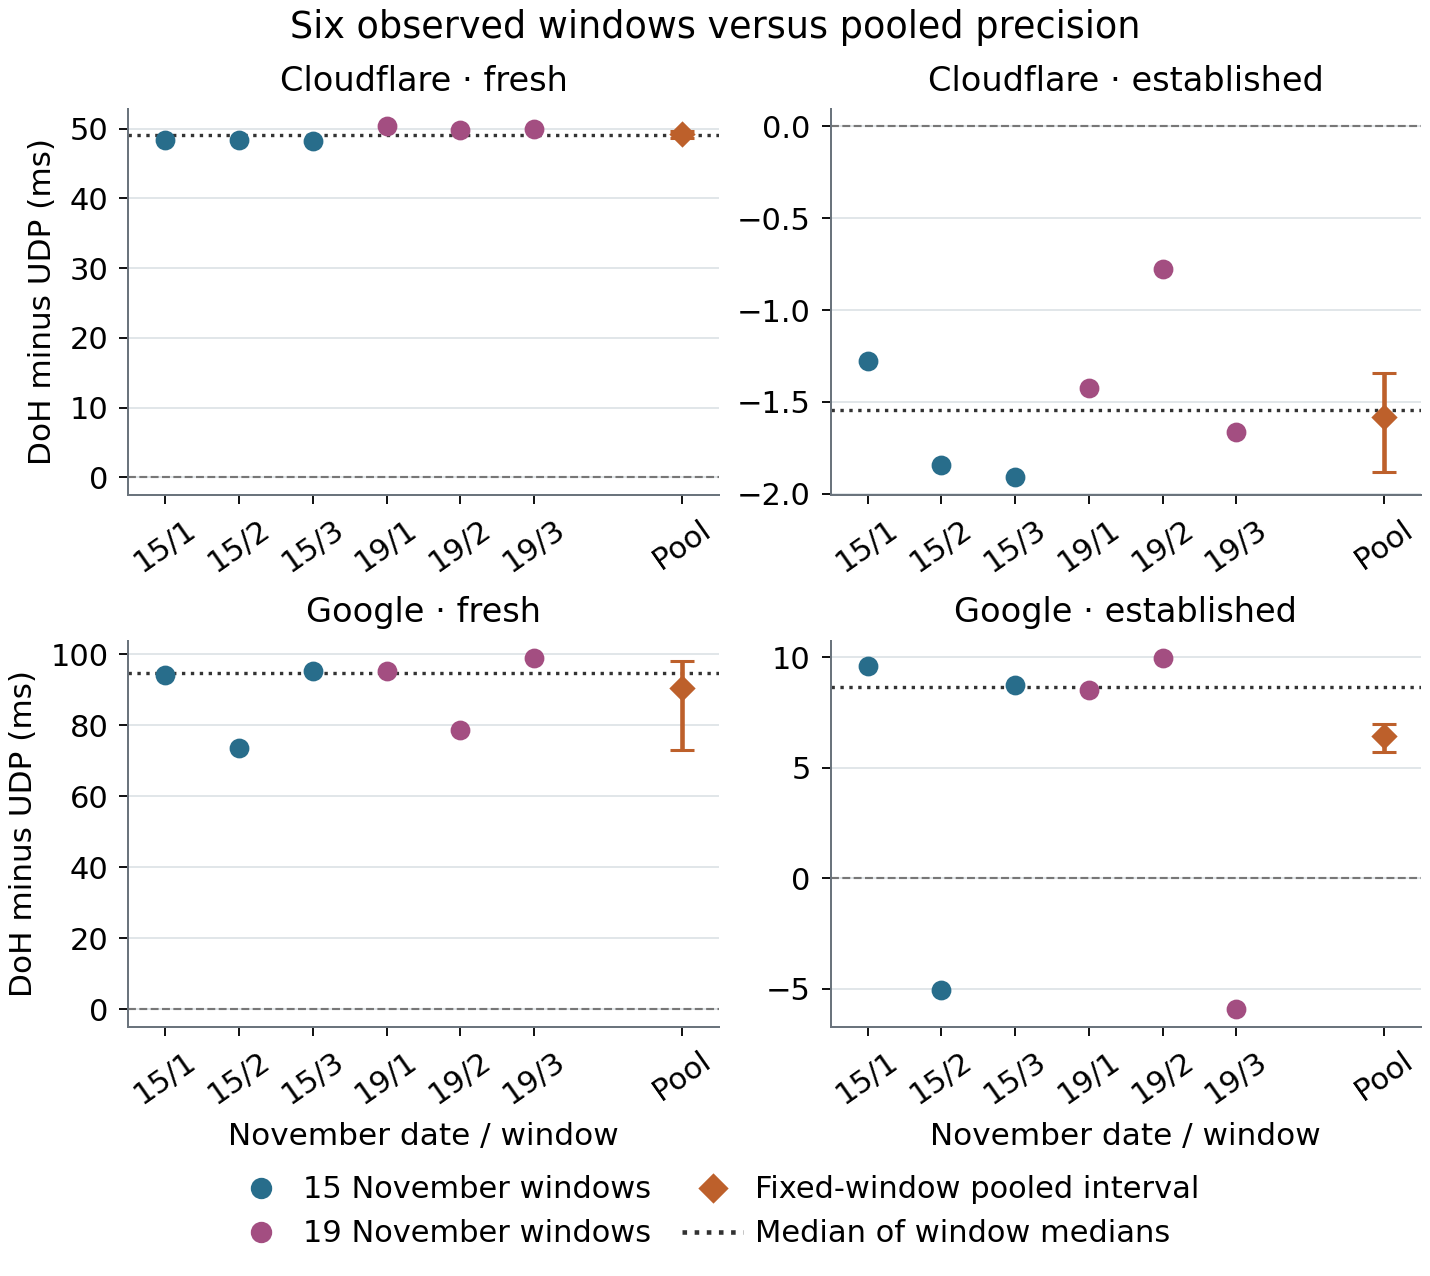 Six observed windows versus pooled precision
Cloudflare · fresh
DoH minus UDP (ms)
50
40
30
20
10
0
15/1
15/2
15/3
19/1
19/2
19/3
Pool
Cloudflare · established
0.0
−0.5
−1.0
−1.5
−2.0
15/1
15/2
15/3
19/1
19/2
19/3
Pool
Google · fresh
DoH minus UDP (ms)
100
80
60
40
20
0
15/1
15/2
15/3
19/1
19/2
19/3
Pool
November date / window
Google · established
10
5
0
−5
15/1
15/2
15/3
19/1
19/2
19/3
Pool
November date / window
15 November windows
19 November windows
Fixed-window pooled interval
Median of window medians